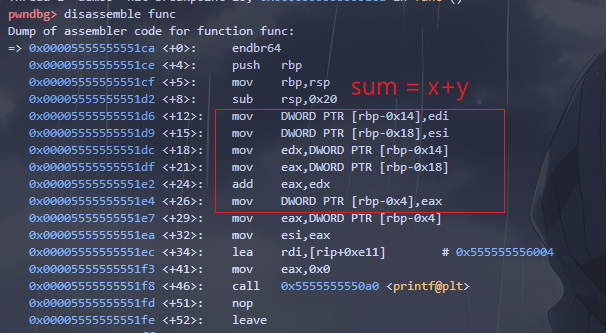 pwndbg> disassemble func
Dump of assembler code for function func:
=> 0x00005555555551ca <+0>: endbr64
0x00005555555551ce <+4>: push rbp
0x00005555555551cf <+5>: mov rbp,rsp
0x00005555555551d2 <+8>: sub rsp,0x20
sum = x+y
0x00005555555551d6 <+12>: mov DWORD PTR [rbp-0x14],edi
0x00005555555551d9 <+15>: mov DWORD PTR [rbp-0x18],esi
0x00005555555551dc <+18>: mov edx,DWORD PTR [rbp-0x14]
0x00005555555551df <+21>: mov eax,DWORD PTR [rbp-0x18]
0x00005555555551e2 <+24>: add eax,edx
0x00005555555551e4 <+26>: mov DWORD PTR [rbp-0x4],eax
0x00005555555551e7 <+29>: mov eax,DWORD PTR [rbp-0x4]
0x00005555555551ea <+32>: mov esi,eax
0x00005555555551ec <+34>: lea rdi,[rip+0xe11] # 0x555555556004
0x00005555555551f3 <+41>: mov eax,0x0
0x00005555555551f8 <+46>: call 0x5555555550a0 <printf@plt>
0x00005555555551fd <+51>: nop
0x00005555555551fe <+52>: leave